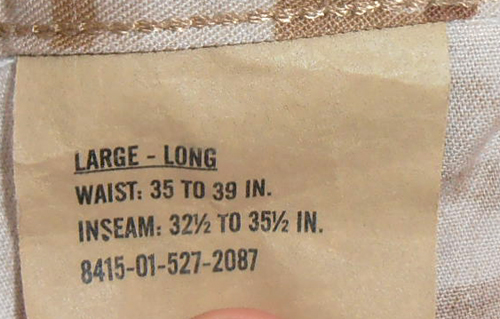 LARGE - LONG
WAIST: 35 TO 39 IN.
INSEAM: 32½ TO 35½ IN.
8415-01-527-2087